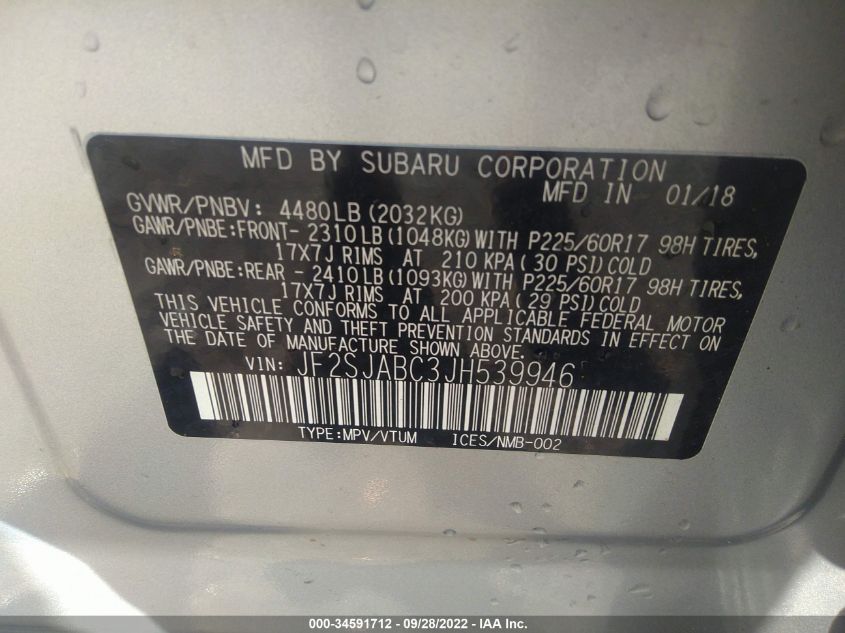 MFD BY SUBARU CORPORATION
MFD IN 01/18
GVWR/PNBV: 4480LB(2032KG)
GAWR/PNBE:FRONT- 2310LB(1048KG)WITH P225/60R17 98H TIRES,
17X7J RIMS AT 210 KPA(30 PSI)COLD
GAWR/PNBE:REAR - 2410LB(1093KG)WITH P225/60R17 98H TIRES,
17X7J RIMS AT 200 KPA(29 PSI)COLD
THIS VEHICLE CONFORMS TO ALL APPLICABLE FEDERAL MOTOR
VEHICLE SAFETY AND THEFT PREVENTION STANDARDS IN EFFECT ON
THE DATE OF MANUFACTURE SHOWN ABOVE.
VIN: JF2SJABC3JH539946
TYPE:MPV/VTUM ICES/NMB-002
000-34591712 - 09/28/2022 - IAA Inc.